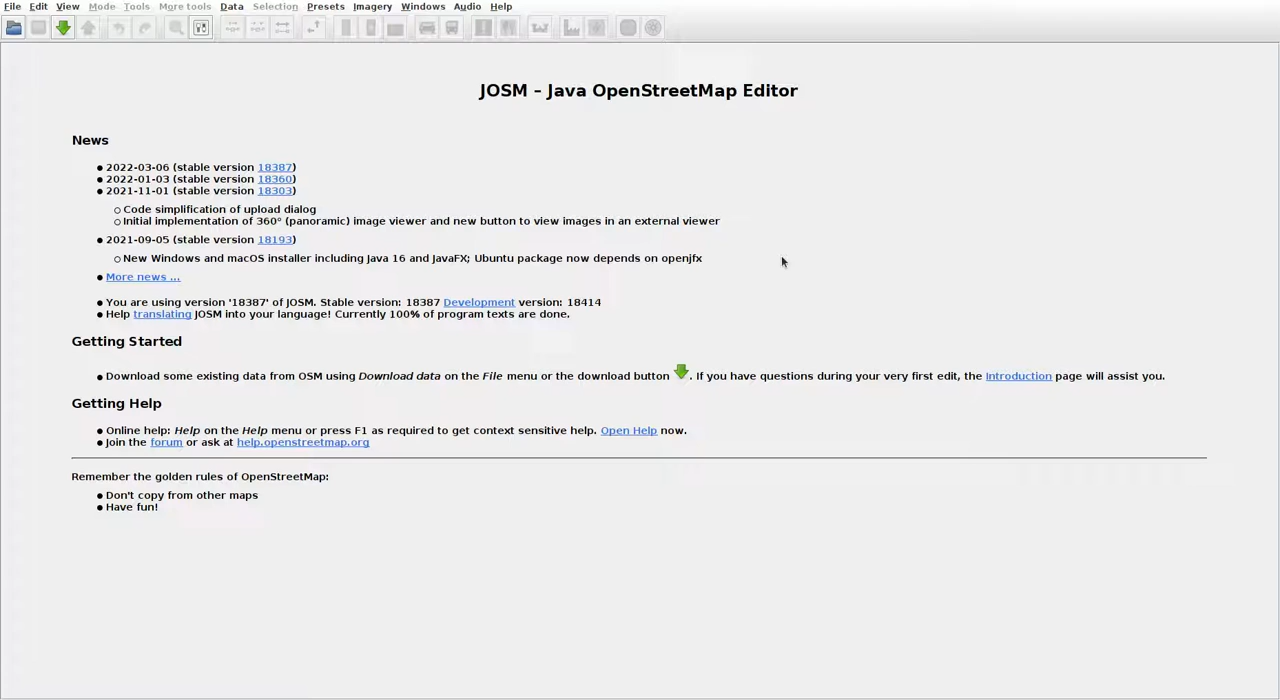 File Edit View Mode Tools More tools Data Selection Presets Imagery Windows Audio Help
JOSM – Java OpenStreetMap Editor
News
2022-03-06 (stable version 18387)
2022-01-03 (stable version 18360)
2021-11-01 (stable version 18303)
Code simplification of upload dialog
Initial implementation of 360° (panoramic) image viewer and new button to view images in an external viewer
2021-09-05 (stable version 18193)
New Windows and macOS installer including Java 16 and JavaFX; Ubuntu package now depends on openjfx
More news ...
You are using version '18387' of JOSM. Stable version: 18387 Development version: 18414
Help translating JOSM into your language! Currently 100% of program texts are done.
Getting Started
Download some existing data from OSM using Download data on the File menu or the download button . If you have questions during your very first edit, the Introduction page will assist you.
Getting Help
Online help: Help on the Help menu or press F1 as required to get context sensitive help. Open Help now.
Join the forum or ask at help.openstreetmap.org
Remember the golden rules of OpenStreetMap:
Don't copy from other maps
Have fun!